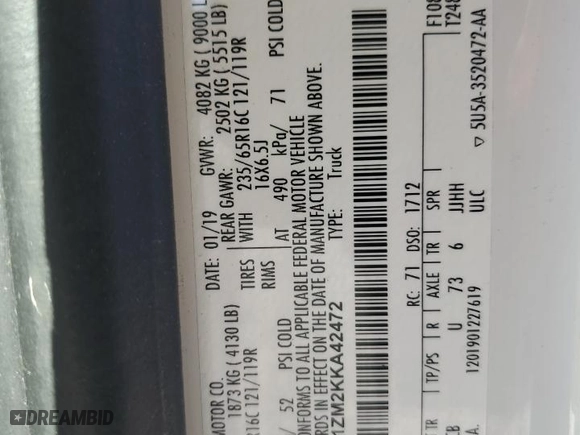 MOTOR CO.
DATE: 01/19 GVWR: 4082 KG ( 9000 L
1873 KG ( 4130 LB) REAR GAWR: 2502 KG ( 5515 LB)
R16C 121/119R TIRES WITH 235/65R16C 121/119R
RIMS 16X6.5J
/ 52 PSI COLD AT 490 kPa/ 71 PSI COLD
ONFORMS TO ALL APPLICABLE FEDERAL MOTOR VEHICLE
RDS IN EFFECT ON THE DATE OF MANUFACTURE SHOWN ABOVE.
1ZM2KKA42472 TYPE: Truck
RC: 71 DSO: 1712
TR TP/PS R AXLE TR SPR
U 73 6 JJHH
1201901227619 ULC
▽ 5U5A-3520472-AA
F108
T248
DREAMBID